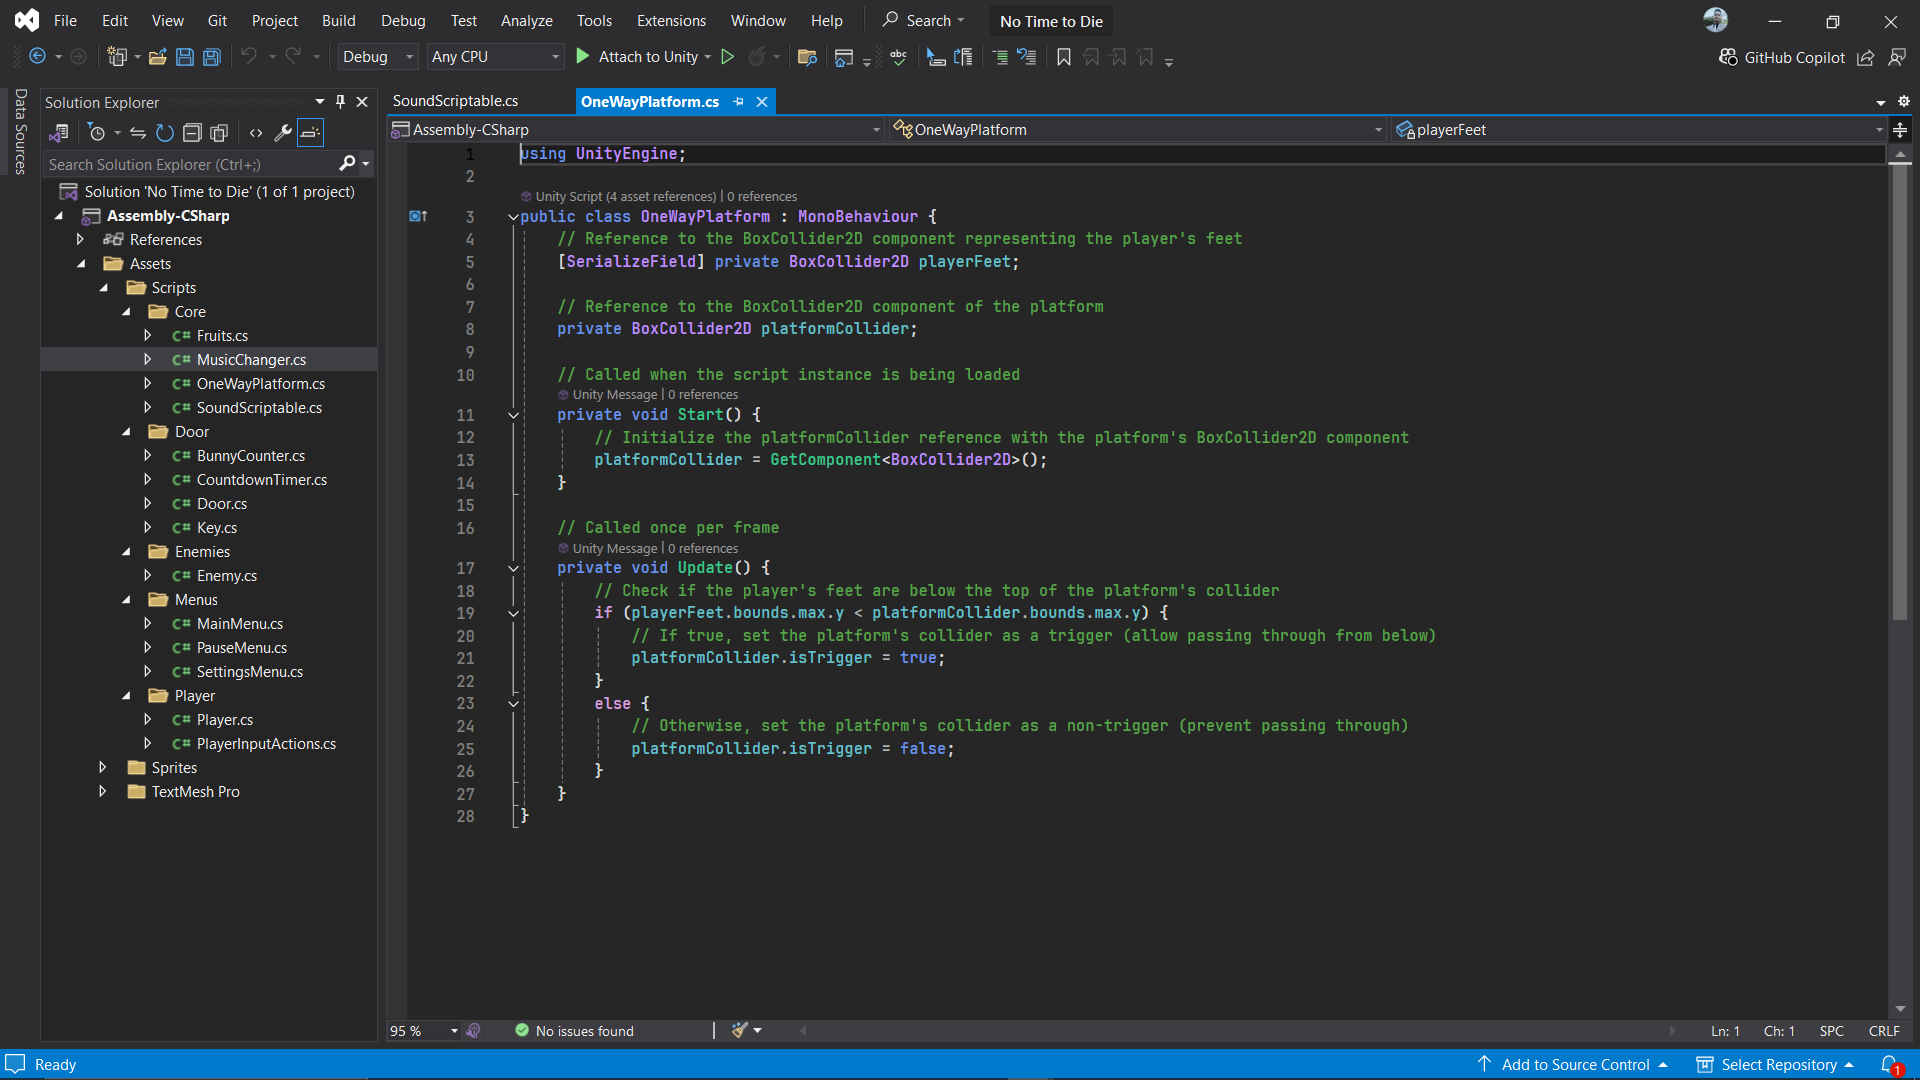 File Edit View Git Project Build Debug Test Analyze Tools Extensions Window Help Search No Time to Die
Debug Any CPU Attach to Unity abc GitHub Copilot
Data Sources
Solution Explorer
Search Solution Explorer (Ctrl+;)
Solution 'No Time to Die' (1 of 1 project)
Assembly-CSharp
References
Assets
Scripts
Core
C# Fruits.cs
C# MusicChanger.cs
C# OneWayPlatform.cs
C# SoundScriptable.cs
Door
C# BunnyCounter.cs
C# CountdownTimer.cs
C# Door.cs
C# Key.cs
Enemies
C# Enemy.cs
Menus
C# MainMenu.cs
C# PauseMenu.cs
C# SettingsMenu.cs
Player
C# Player.cs
C# PlayerInputActions.cs
Sprites
TextMesh Pro
SoundScriptable.cs OneWayPlatform.cs
Assembly-CSharp OneWayPlatform playerFeet
1 using UnityEngine;
2
Unity Script (4 asset references) | 0 references
3 public class OneWayPlatform : MonoBehaviour {
4 // Reference to the BoxCollider2D component representing the player's feet
5 [SerializeField] private BoxCollider2D playerFeet;
6
7 // Reference to the BoxCollider2D component of the platform
8 private BoxCollider2D platformCollider;
9
10 // Called when the script instance is being loaded
Unity Message | 0 references
11 private void Start() {
12 // Initialize the platformCollider reference with the platform's BoxCollider2D component
13 platformCollider = GetComponent<BoxCollider2D>();
14 }
15
16 // Called once per frame
Unity Message | 0 references
17 private void Update() {
18 // Check if the player's feet are below the top of the platform's collider
19 if (playerFeet.bounds.max.y < platformCollider.bounds.max.y) {
20 // If true, set the platform's collider as a trigger (allow passing through from below)
21 platformCollider.isTrigger = true;
22 }
23 else {
24 // Otherwise, set the platform's collider as a non-trigger (prevent passing through)
25 platformCollider.isTrigger = false;
26 }
27 }
28 }
95 % No issues found Ln: 1 Ch: 1 SPC CRLF
Ready Add to Source Control Select Repository 1